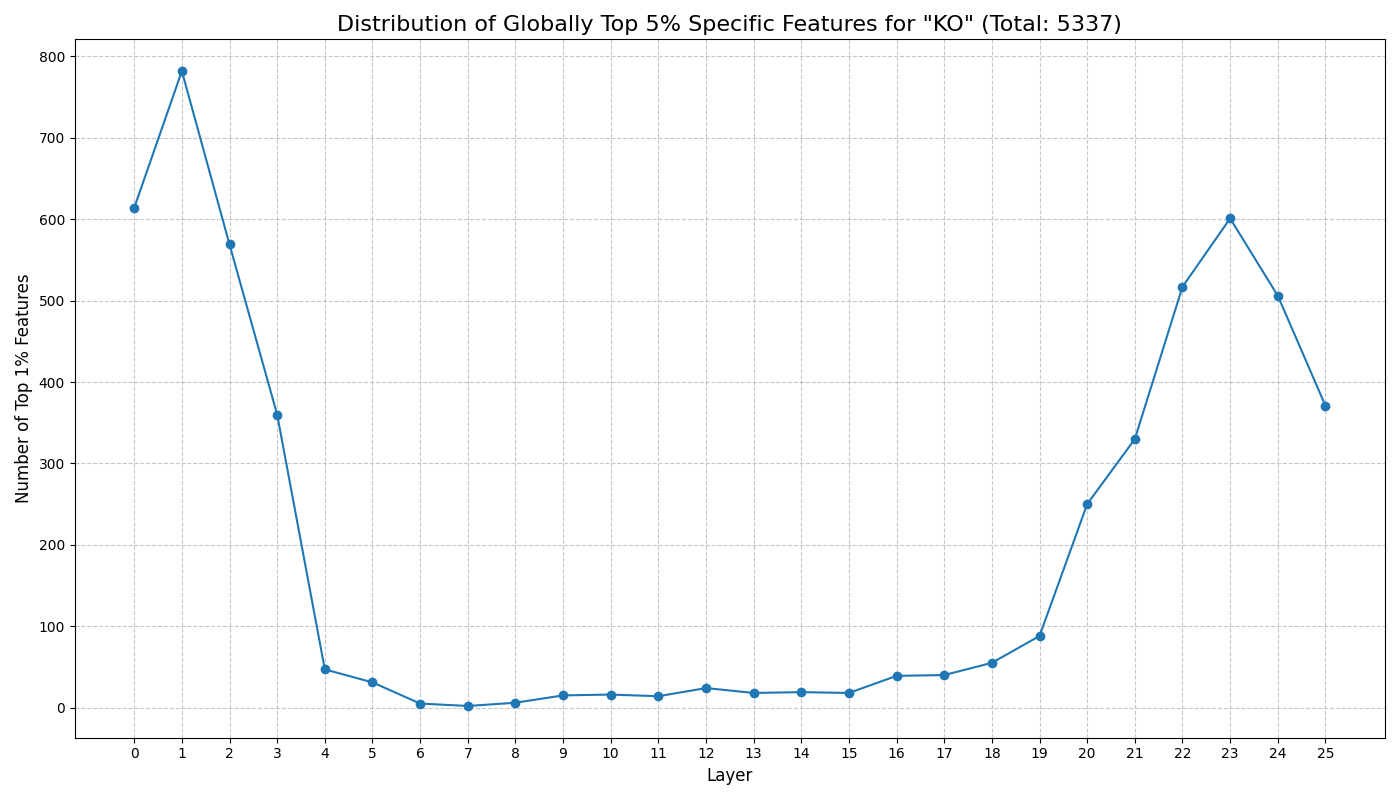 Distribution of Globally Top 5% Specific Features for "KO" (Total: 5337)
Number of Top 1% Features
800
700
600
500
400
300
200
100
0
0 1 2 3 4 5 6 7 8 9 10 11 12 13 14 15 16 17 18 19 20 21 22 23 24 25
Layer